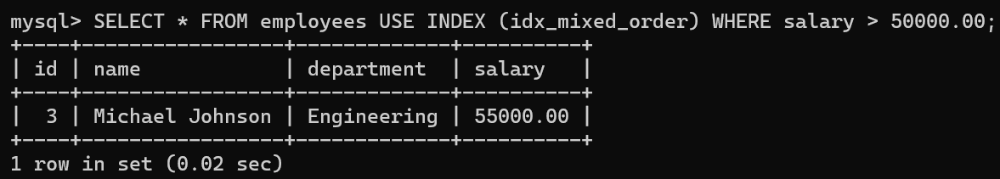 mysql> SELECT * FROM employees USE INDEX (idx_mixed_order) WHERE salary > 50000.00;
+----+-----------------+-------------+----------+
| id | name            | department  | salary   |
+----+-----------------+-------------+----------+
|  3 | Michael Johnson | Engineering | 55000.00 |
+----+-----------------+-------------+----------+
1 row in set (0.02 sec)